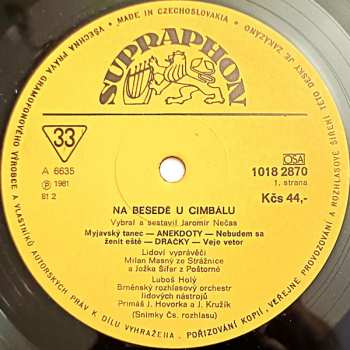 MADE IN CZECHOSLOVAKIA • VŠECHNA PRÁVA GRAMOFONOVÉHO VÝROBCE A VLASTNÍKŮ AUTORSKÝCH PRÁV K DÍLU VYHRAZENA. POŘIZOVÁNÍ KOPIÍ, VEŘEJNÉ PROVOZOVÁNÍ A ROZHLASOVÉ ŠÍŘENÍ TÉTO DESKY JE ZAKÁZÁNO
SUPRAPHON
33
A 6635
Ⓟ 1981
81 2
OSA
1018 2870
1. strana
Kčs 44,-
NA BESEDĚ U CIMBÁLU
Vybral a sestavil Jaromír Nečas
Myjavský tanec — ANEKDOTY — Nebudem sa
ženit eště — DRAČKY — Veje vetor
Lidoví vyprávěči
Milan Masný ze Strážnice
a Jožka Šifar z Poštorné
Luboš Holý
Brněnský rozhlasový orchestr
lidových nástrojů
Primáš J. Hovorka a J. Kružík
(Snímky Čs. rozhlasu)